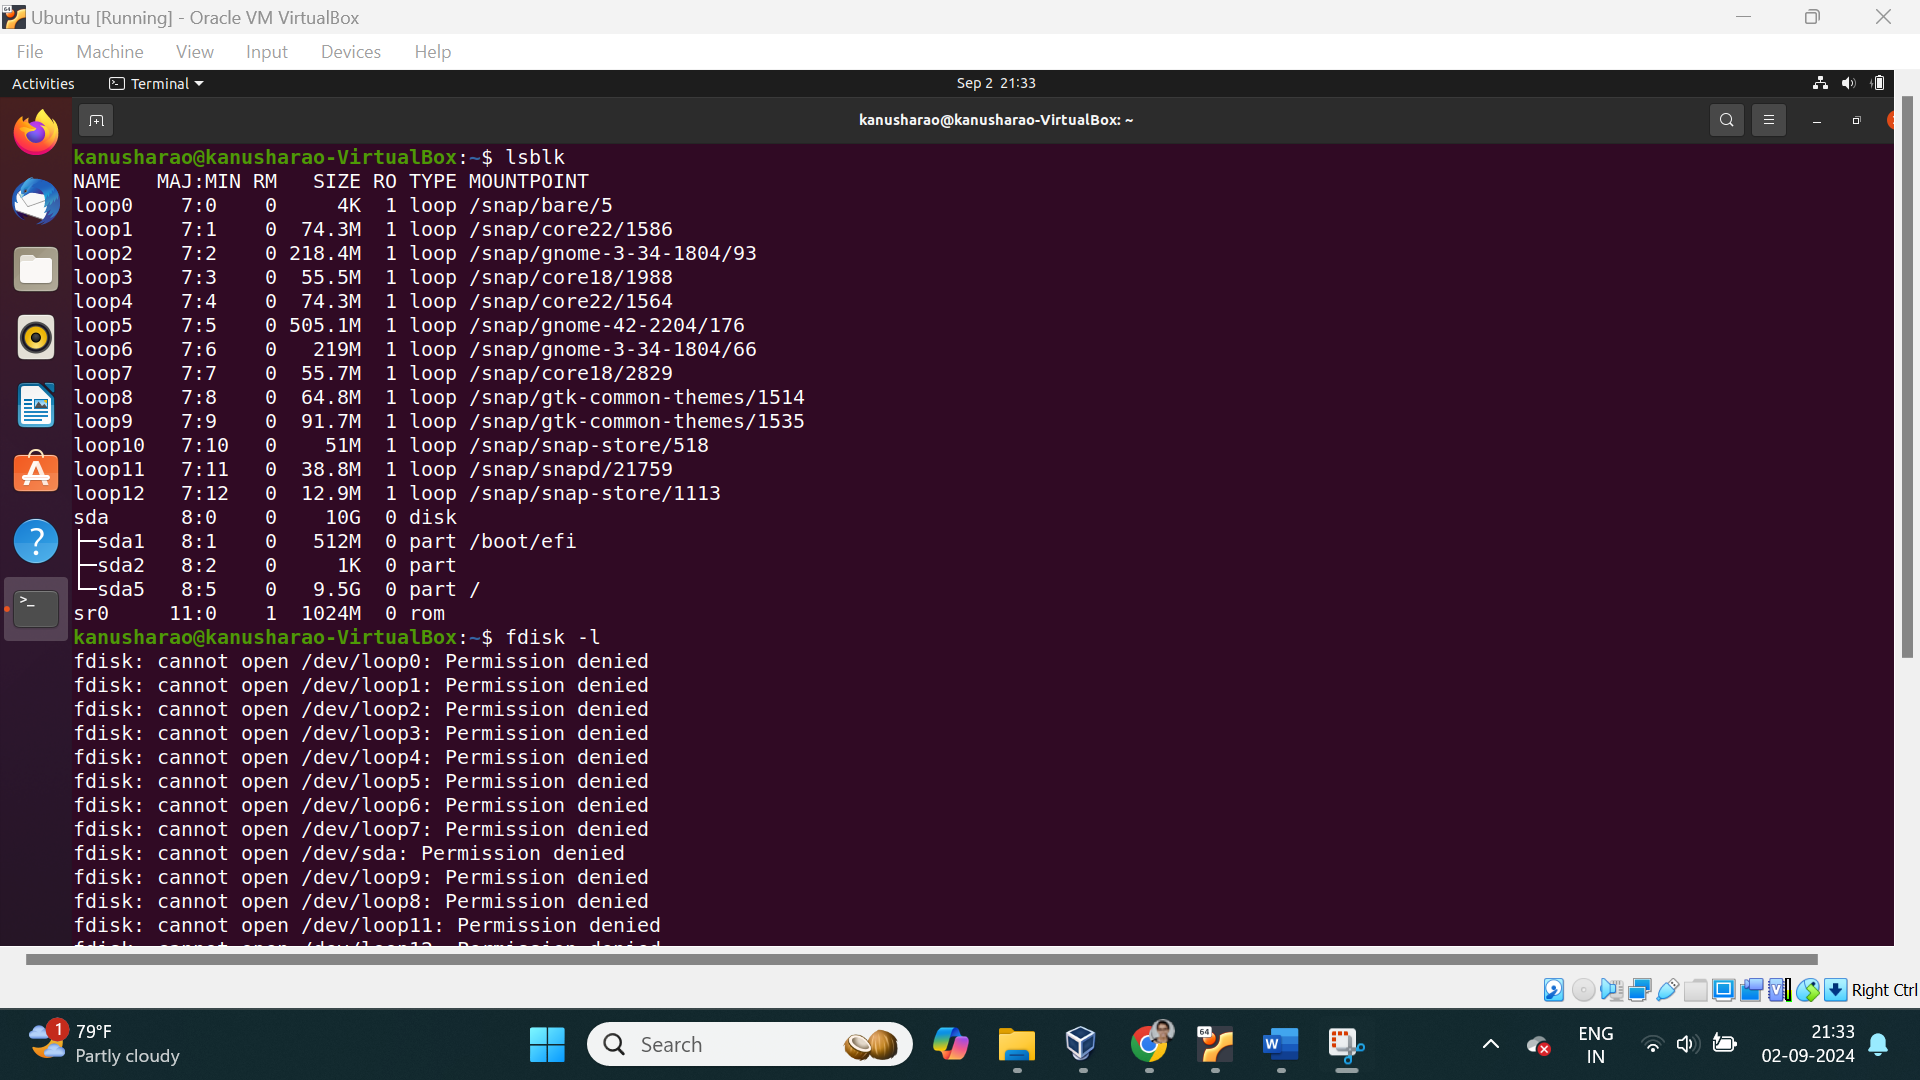 Ubuntu [Running] - Oracle VM VirtualBox
File Machine View Input Devices Help
Activities Terminal Sep 2 21:33
kanusharao@kanusharao-VirtualBox: ~
kanusharao@kanusharao-VirtualBox:~$ lsblk
NAME   MAJ:MIN RM   SIZE RO TYPE MOUNTPOINT
loop0    7:0    0     4K  1 loop /snap/bare/5
loop1    7:1    0  74.3M  1 loop /snap/core22/1586
loop2    7:2    0 218.4M  1 loop /snap/gnome-3-34-1804/93
loop3    7:3    0  55.5M  1 loop /snap/core18/1988
loop4    7:4    0  74.3M  1 loop /snap/core22/1564
loop5    7:5    0 505.1M  1 loop /snap/gnome-42-2204/176
loop6    7:6    0   219M  1 loop /snap/gnome-3-34-1804/66
loop7    7:7    0  55.7M  1 loop /snap/core18/2829
loop8    7:8    0  64.8M  1 loop /snap/gtk-common-themes/1514
loop9    7:9    0  91.7M  1 loop /snap/gtk-common-themes/1535
loop10   7:10   0    51M  1 loop /snap/snap-store/518
loop11   7:11   0  38.8M  1 loop /snap/snapd/21759
loop12   7:12   0  12.9M  1 loop /snap/snap-store/1113
sda      8:0    0    10G  0 disk
├─sda1   8:1    0   512M  0 part /boot/efi
├─sda2   8:2    0     1K  0 part
└─sda5   8:5    0   9.5G  0 part /
sr0     11:0    1  1024M  0 rom
kanusharao@kanusharao-VirtualBox:~$ fdisk -l
fdisk: cannot open /dev/loop0: Permission denied
fdisk: cannot open /dev/loop1: Permission denied
fdisk: cannot open /dev/loop2: Permission denied
fdisk: cannot open /dev/loop3: Permission denied
fdisk: cannot open /dev/loop4: Permission denied
fdisk: cannot open /dev/loop5: Permission denied
fdisk: cannot open /dev/loop6: Permission denied
fdisk: cannot open /dev/loop7: Permission denied
fdisk: cannot open /dev/sda: Permission denied
fdisk: cannot open /dev/loop9: Permission denied
fdisk: cannot open /dev/loop8: Permission denied
fdisk: cannot open /dev/loop11: Permission denied
fdisk: cannot open /dev/loop12: Permission denied
Right Ctrl
1 79°F
Partly cloudy
Search
64
W
ENG
IN
21:33
02-09-2024